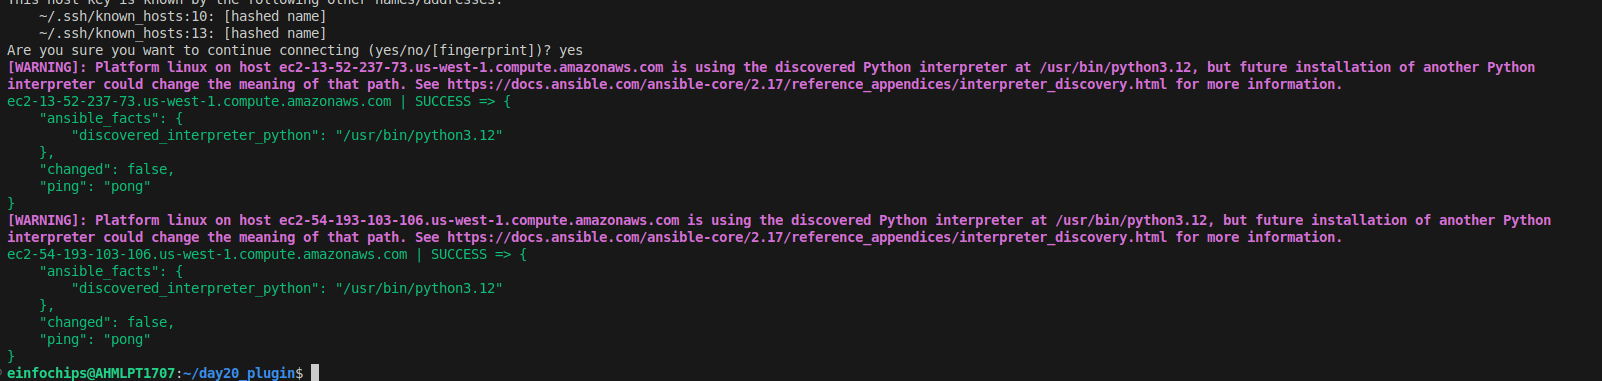 This host key is known by the following other names/addresses:
    ~/.ssh/known_hosts:10: [hashed name]
    ~/.ssh/known_hosts:13: [hashed name]
Are you sure you want to continue connecting (yes/no/[fingerprint])? yes
[WARNING]: Platform linux on host ec2-13-52-237-73.us-west-1.compute.amazonaws.com is using the discovered Python interpreter at /usr/bin/python3.12, but future installation of another Python
interpreter could change the meaning of that path. See https://docs.ansible.com/ansible-core/2.17/reference_appendices/interpreter_discovery.html for more information.
ec2-13-52-237-73.us-west-1.compute.amazonaws.com | SUCCESS => {
    "ansible_facts": {
        "discovered_interpreter_python": "/usr/bin/python3.12"
    },
    "changed": false,
    "ping": "pong"
}
[WARNING]: Platform linux on host ec2-54-193-103-106.us-west-1.compute.amazonaws.com is using the discovered Python interpreter at /usr/bin/python3.12, but future installation of another Python
interpreter could change the meaning of that path. See https://docs.ansible.com/ansible-core/2.17/reference_appendices/interpreter_discovery.html for more information.
ec2-54-193-103-106.us-west-1.compute.amazonaws.com | SUCCESS => {
    "ansible_facts": {
        "discovered_interpreter_python": "/usr/bin/python3.12"
    },
    "changed": false,
    "ping": "pong"
}
einfochips@AHMLPT1707:~/day20_plugin$